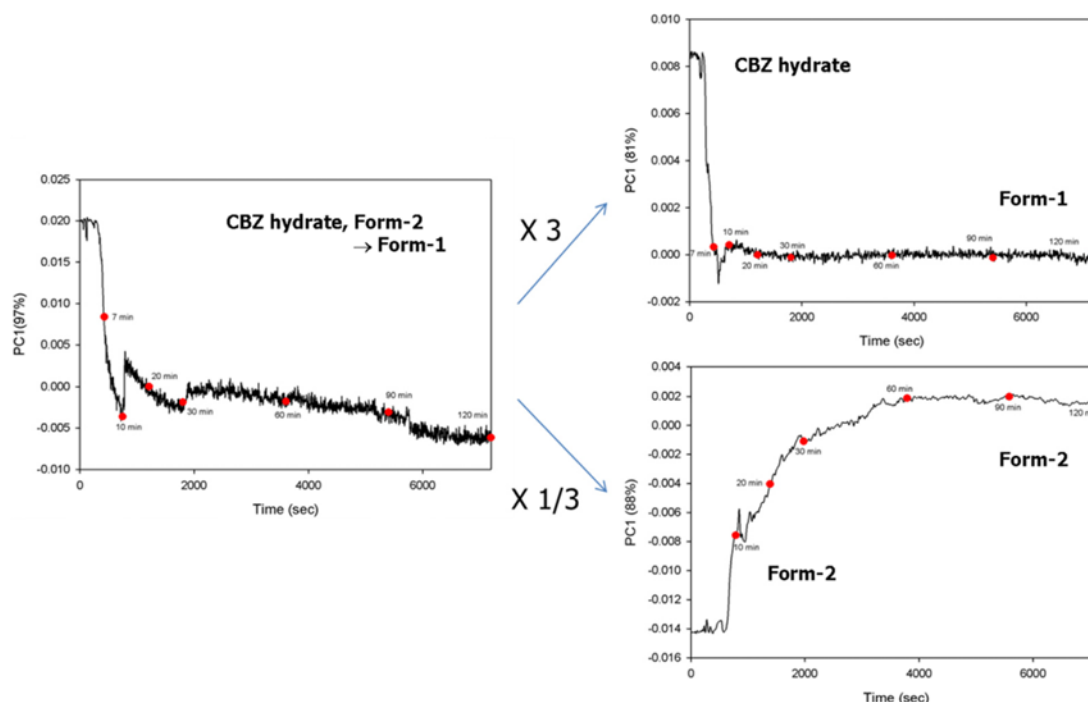 0.025
0.020
0.015
0.010
0.005
0.000
-0.005
-0.010
PC1(97%)
0
2000
4000
6000
Time (sec)
CBZ hydrate, Form-2
→ Form-1
7 min
10 min
20 min
30 min
60 min
90 min
120 min
X 3
X 1/3
0.010
0.008
0.006
0.004
0.002
0.000
-0.002
PC1 (81%)
0
2000
4000
6000
Time (sec)
CBZ hydrate
Form-1
7 min
10 min
20 min
30 min
60 min
90 min
120 min
0.004
0.002
0.000
-0.002
-0.004
-0.006
-0.008
-0.010
-0.012
-0.014
-0.016
PC1 (88%)
0
2000
4000
6000
Time (sec)
Form-2
Form-2
10 min
20 min
30 min
60 min
90 min
120 m